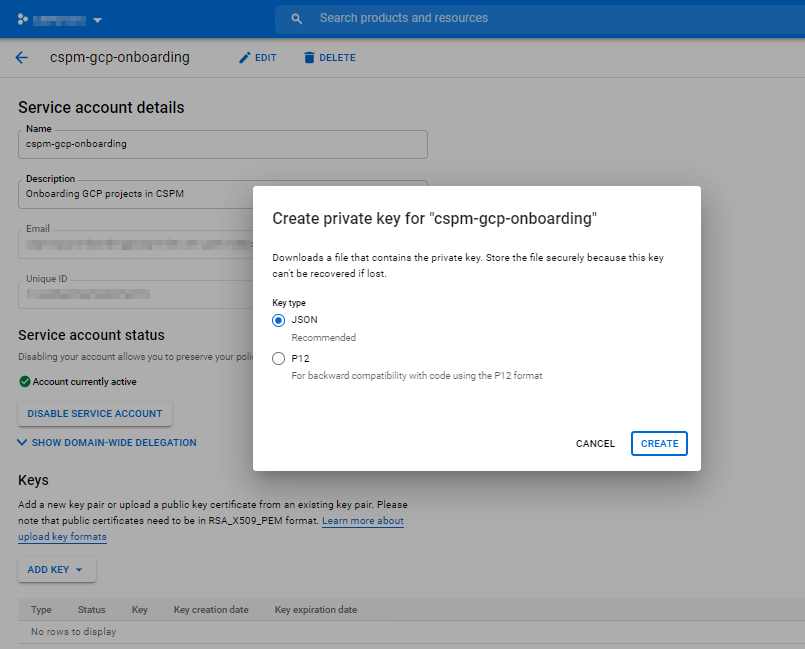 Search products and resources
cspm-gcp-onboarding
EDIT
DELETE
Service account details
Name
cspm-gcp-onboarding
Description
Onboarding GCP projects in CSPM
Email
Unique ID
Service account status
Disabling your account allows you to preserve your
Account currently active
DISABLE SERVICE ACCOUNT
SHOW DOMAIN-WIDE DELEGATION
Keys
Add a new key pair or upload a public key certificate from an existing key pair. Please
note that public certificates need to be in RSA_X509_PEM format. Learn more about
upload key formats
ADD KEY
Type Status Key Key creation date Key expiration date
No rows to display
Create private key for "cspm-gcp-onboarding"
Downloads a file that contains the private key. Store the file securely because this key
can't be recovered if lost.
Key type
JSON
Recommended
P12
For backward compatibility with code using the P12 format
CANCEL
CREATE